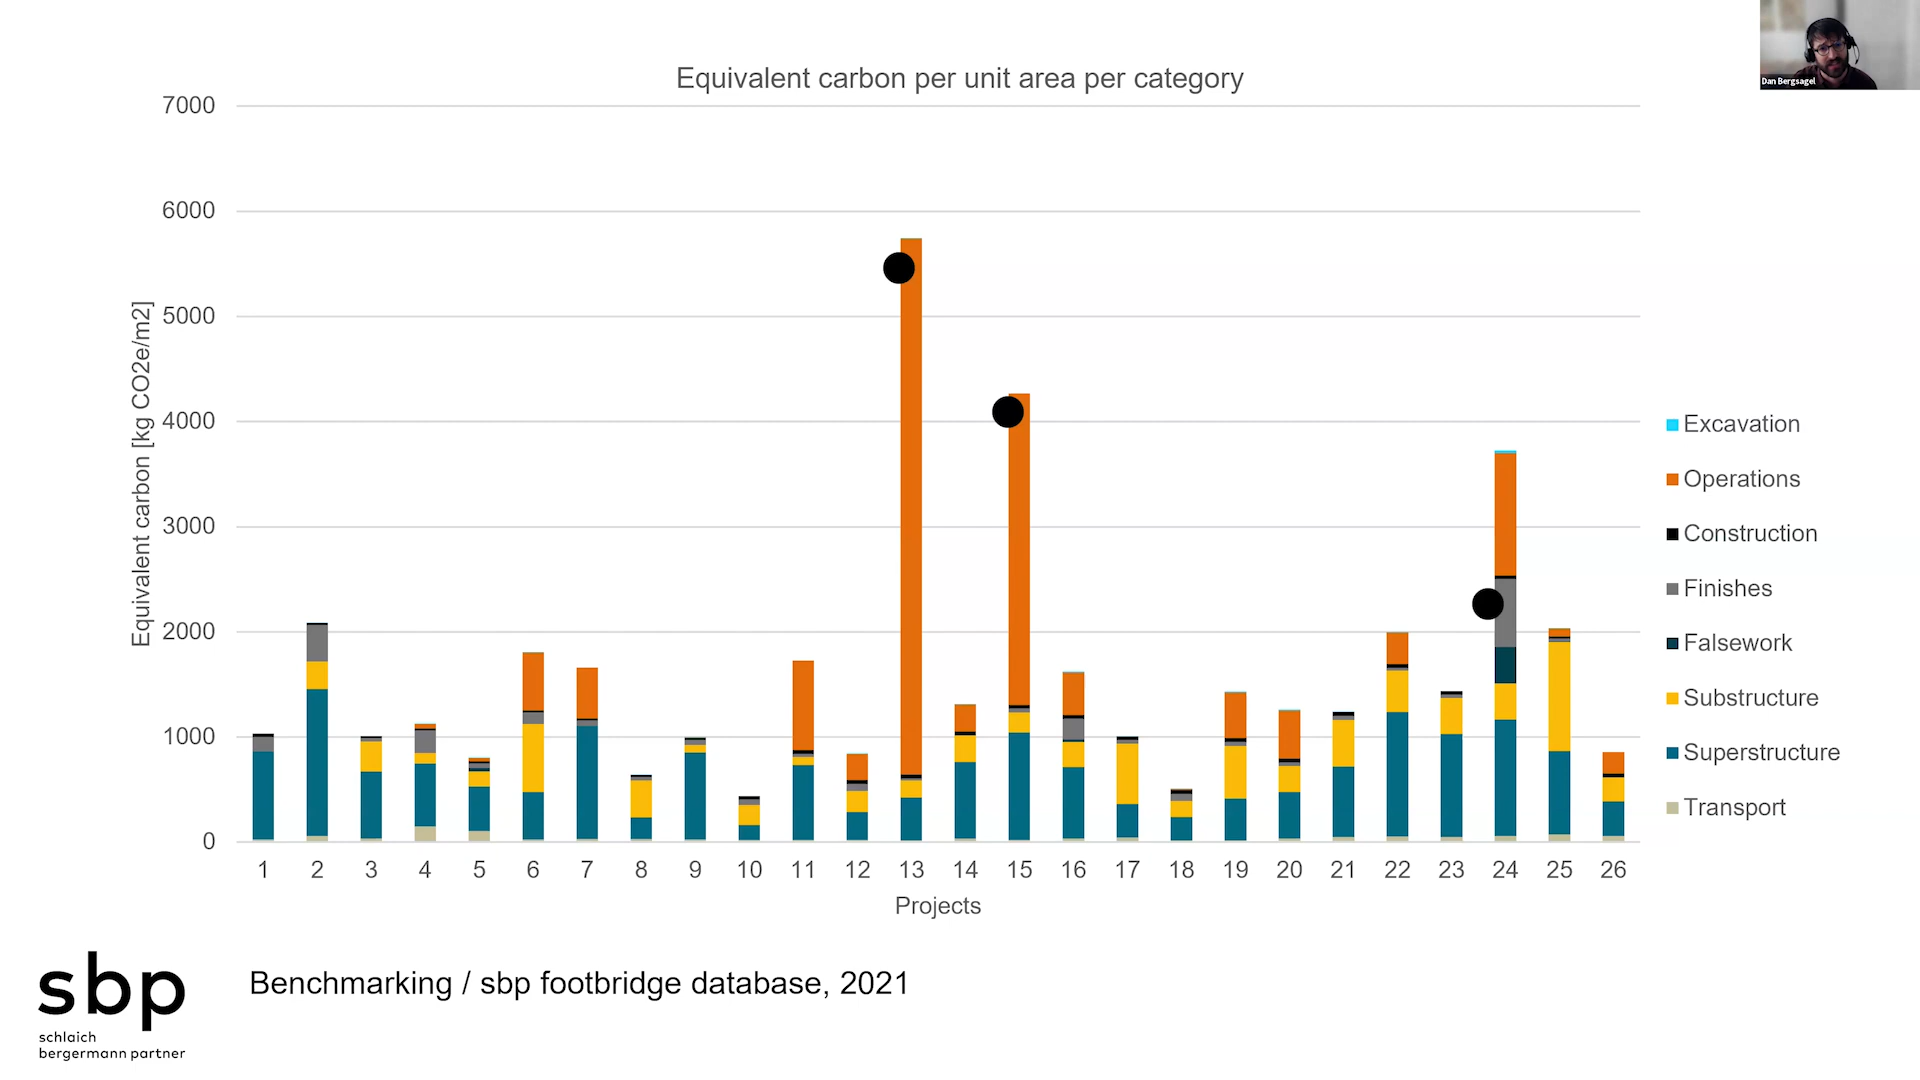 Equivalent carbon per unit area per category
Dan Bergsagel
7000
6000
5000
4000
3000
2000
1000
0
Equivalent carbon [kg CO2e/m2]
1 2 3 4 5 6 7 8 9 10 11 12 13 14 15 16 17 18 19 20 21 22 23 24 25 26
Projects
Excavation
Operations
Construction
Finishes
Falsework
Substructure
Superstructure
Transport
sbp
schlaich
bergermann partner
Benchmarking / sbp footbridge database, 2021